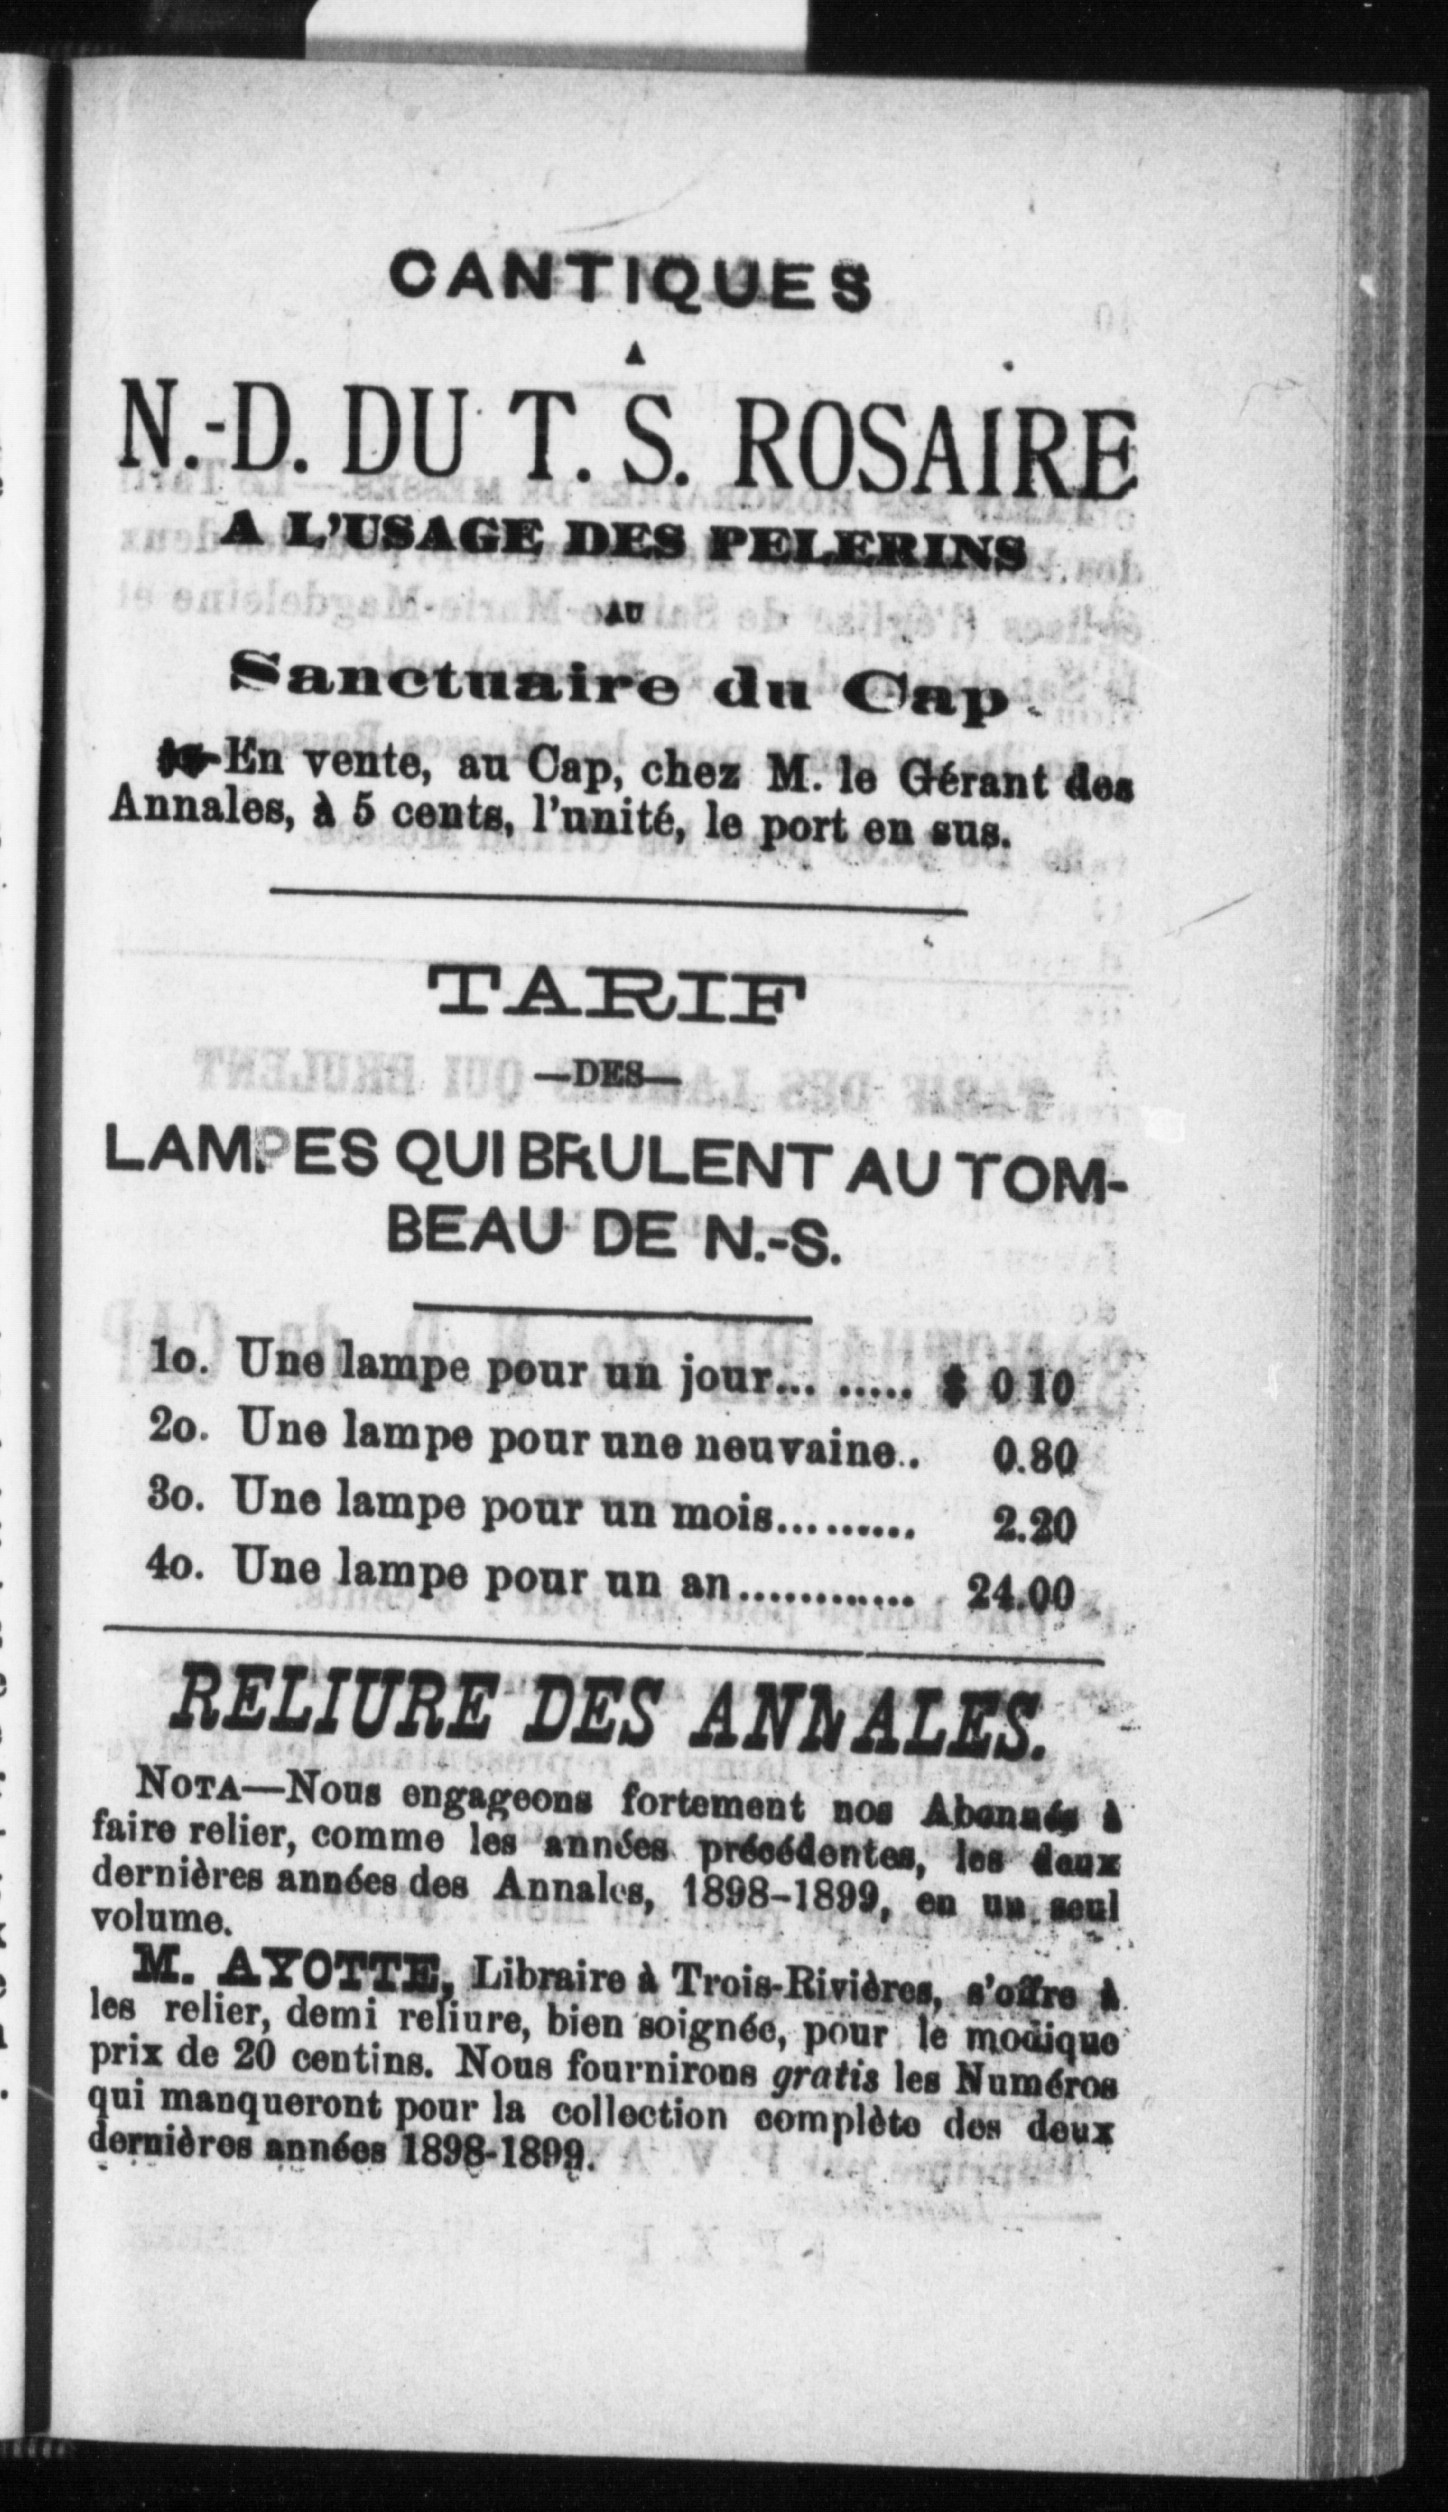 CANTIQUES
A
N.-D. DU T. S. ROSAIRE
A L'USAGE DES PELERINS
AU
Sanctuaire du Cap
En vente, au Cap, chez M. le Gérant des
Annales, à 5 cents, l'unité, le port en sus.
TARIF
—DES—
LAMPES QUI BRULENT AU TOM-
BEAU DE N.-S.
1o. Une lampe pour un jour... ..... $ 0 10
2o. Une lampe pour une neuvaine.. 0.80
3o. Une lampe pour un mois.......... 2.20
4o. Une lampe pour un an............ 24.00
RELIURE DES ANNALES.
NOTA—Nous engageons fortement nos Abonnés à
faire relier, comme les années précédentes, les deux
dernières années des Annales, 1898-1899, en un seul
volume.
M. AYOTTE, Libraire à Trois-Rivières, s'offre à
les relier, demi reliure, bien soignée, pour le modique
prix de 20 centins. Nous fournirons gratis les Numéros
qui manqueront pour la collection complète des deux
dernières années 1898-1899.